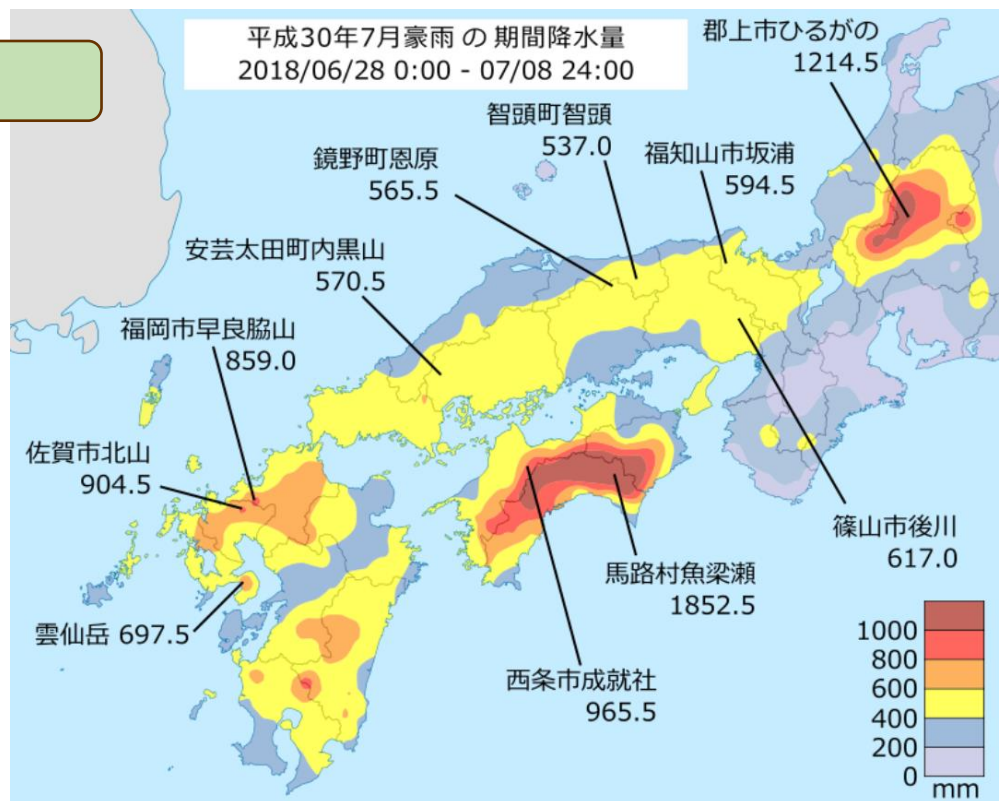 平成30年7月豪雨 の 期間降水量
2018/06/28 0:00 - 07/08 24:00
郡上市ひるがの
1214.5
智頭町智頭
537.0
福知山市坂浦
594.5
鏡野町恩原
565.5
安芸太田町内黒山
570.5
福岡市早良脇山
859.0
佐賀市北山
904.5
雲仙岳 697.5
篠山市後川
617.0
馬路村魚梁瀬
1852.5
西条市成就社
965.5
1000
800
600
400
200
0
mm